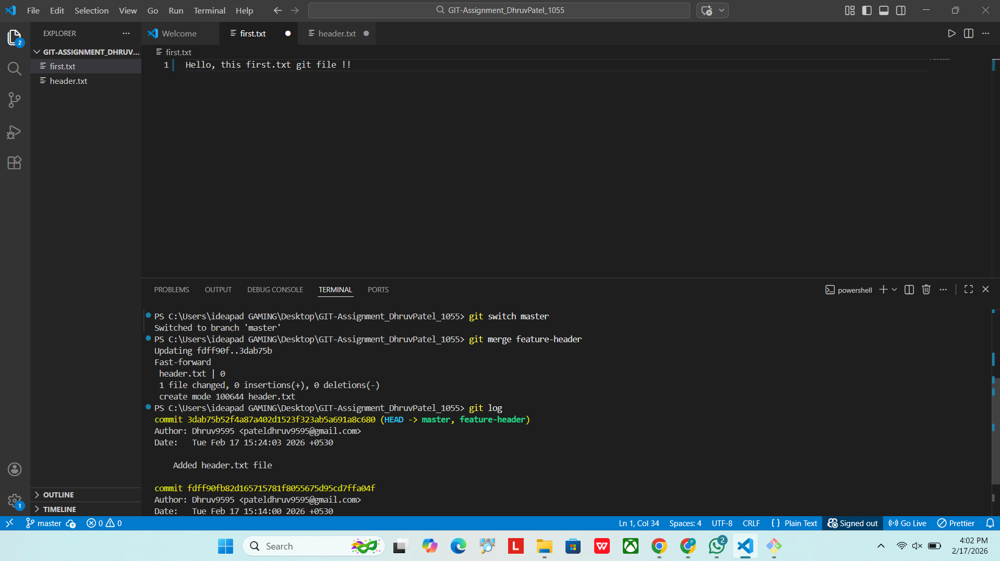 File Edit Selection View Go Run Terminal Help
GIT-Assignment_DhruvPatel_1055
EXPLORER
Welcome
first.txt
header.txt
2
GIT-ASSIGNMENT_DHRUV...
first.txt
header.txt
first.txt
1 Hello, this first.txt git file !!
PROBLEMS OUTPUT DEBUG CONSOLE TERMINAL PORTS
powershell
PS C:\Users\ideapad GAMING\Desktop\GIT-Assignment_DhruvPatel_1055> git switch master
Switched to branch 'master'
PS C:\Users\ideapad GAMING\Desktop\GIT-Assignment_DhruvPatel_1055> git merge feature-header
Updating fdff90f..3dab75b
Fast-forward
header.txt | 0
1 file changed, 0 insertions(+), 0 deletions(-)
create mode 100644 header.txt
PS C:\Users\ideapad GAMING\Desktop\GIT-Assignment_DhruvPatel_1055> git log
commit 3dab75b52f4a87a402d1523f323ab5a691a8c680 (HEAD -> master, feature-header)
Author: Dhruv9595 <pateldhruv9595@gmail.com>
Date:   Tue Feb 17 15:24:03 2026 +0530
Added header.txt file
commit fdff90fb82d165715781f8055675d95cd7ffa04f
Author: Dhruv9595 <pateldhruv9595@gmail.com>
Date:   Tue Feb 17 15:14:00 2026 +0530
OUTLINE
TIMELINE
1
master
0 0
Ln 1, Col 34 Spaces: 4 UTF-8 CRLF { } Plain Text Signed out Go Live Prettier
Search
L
W
P
2
4:02 PM
2/17/2026